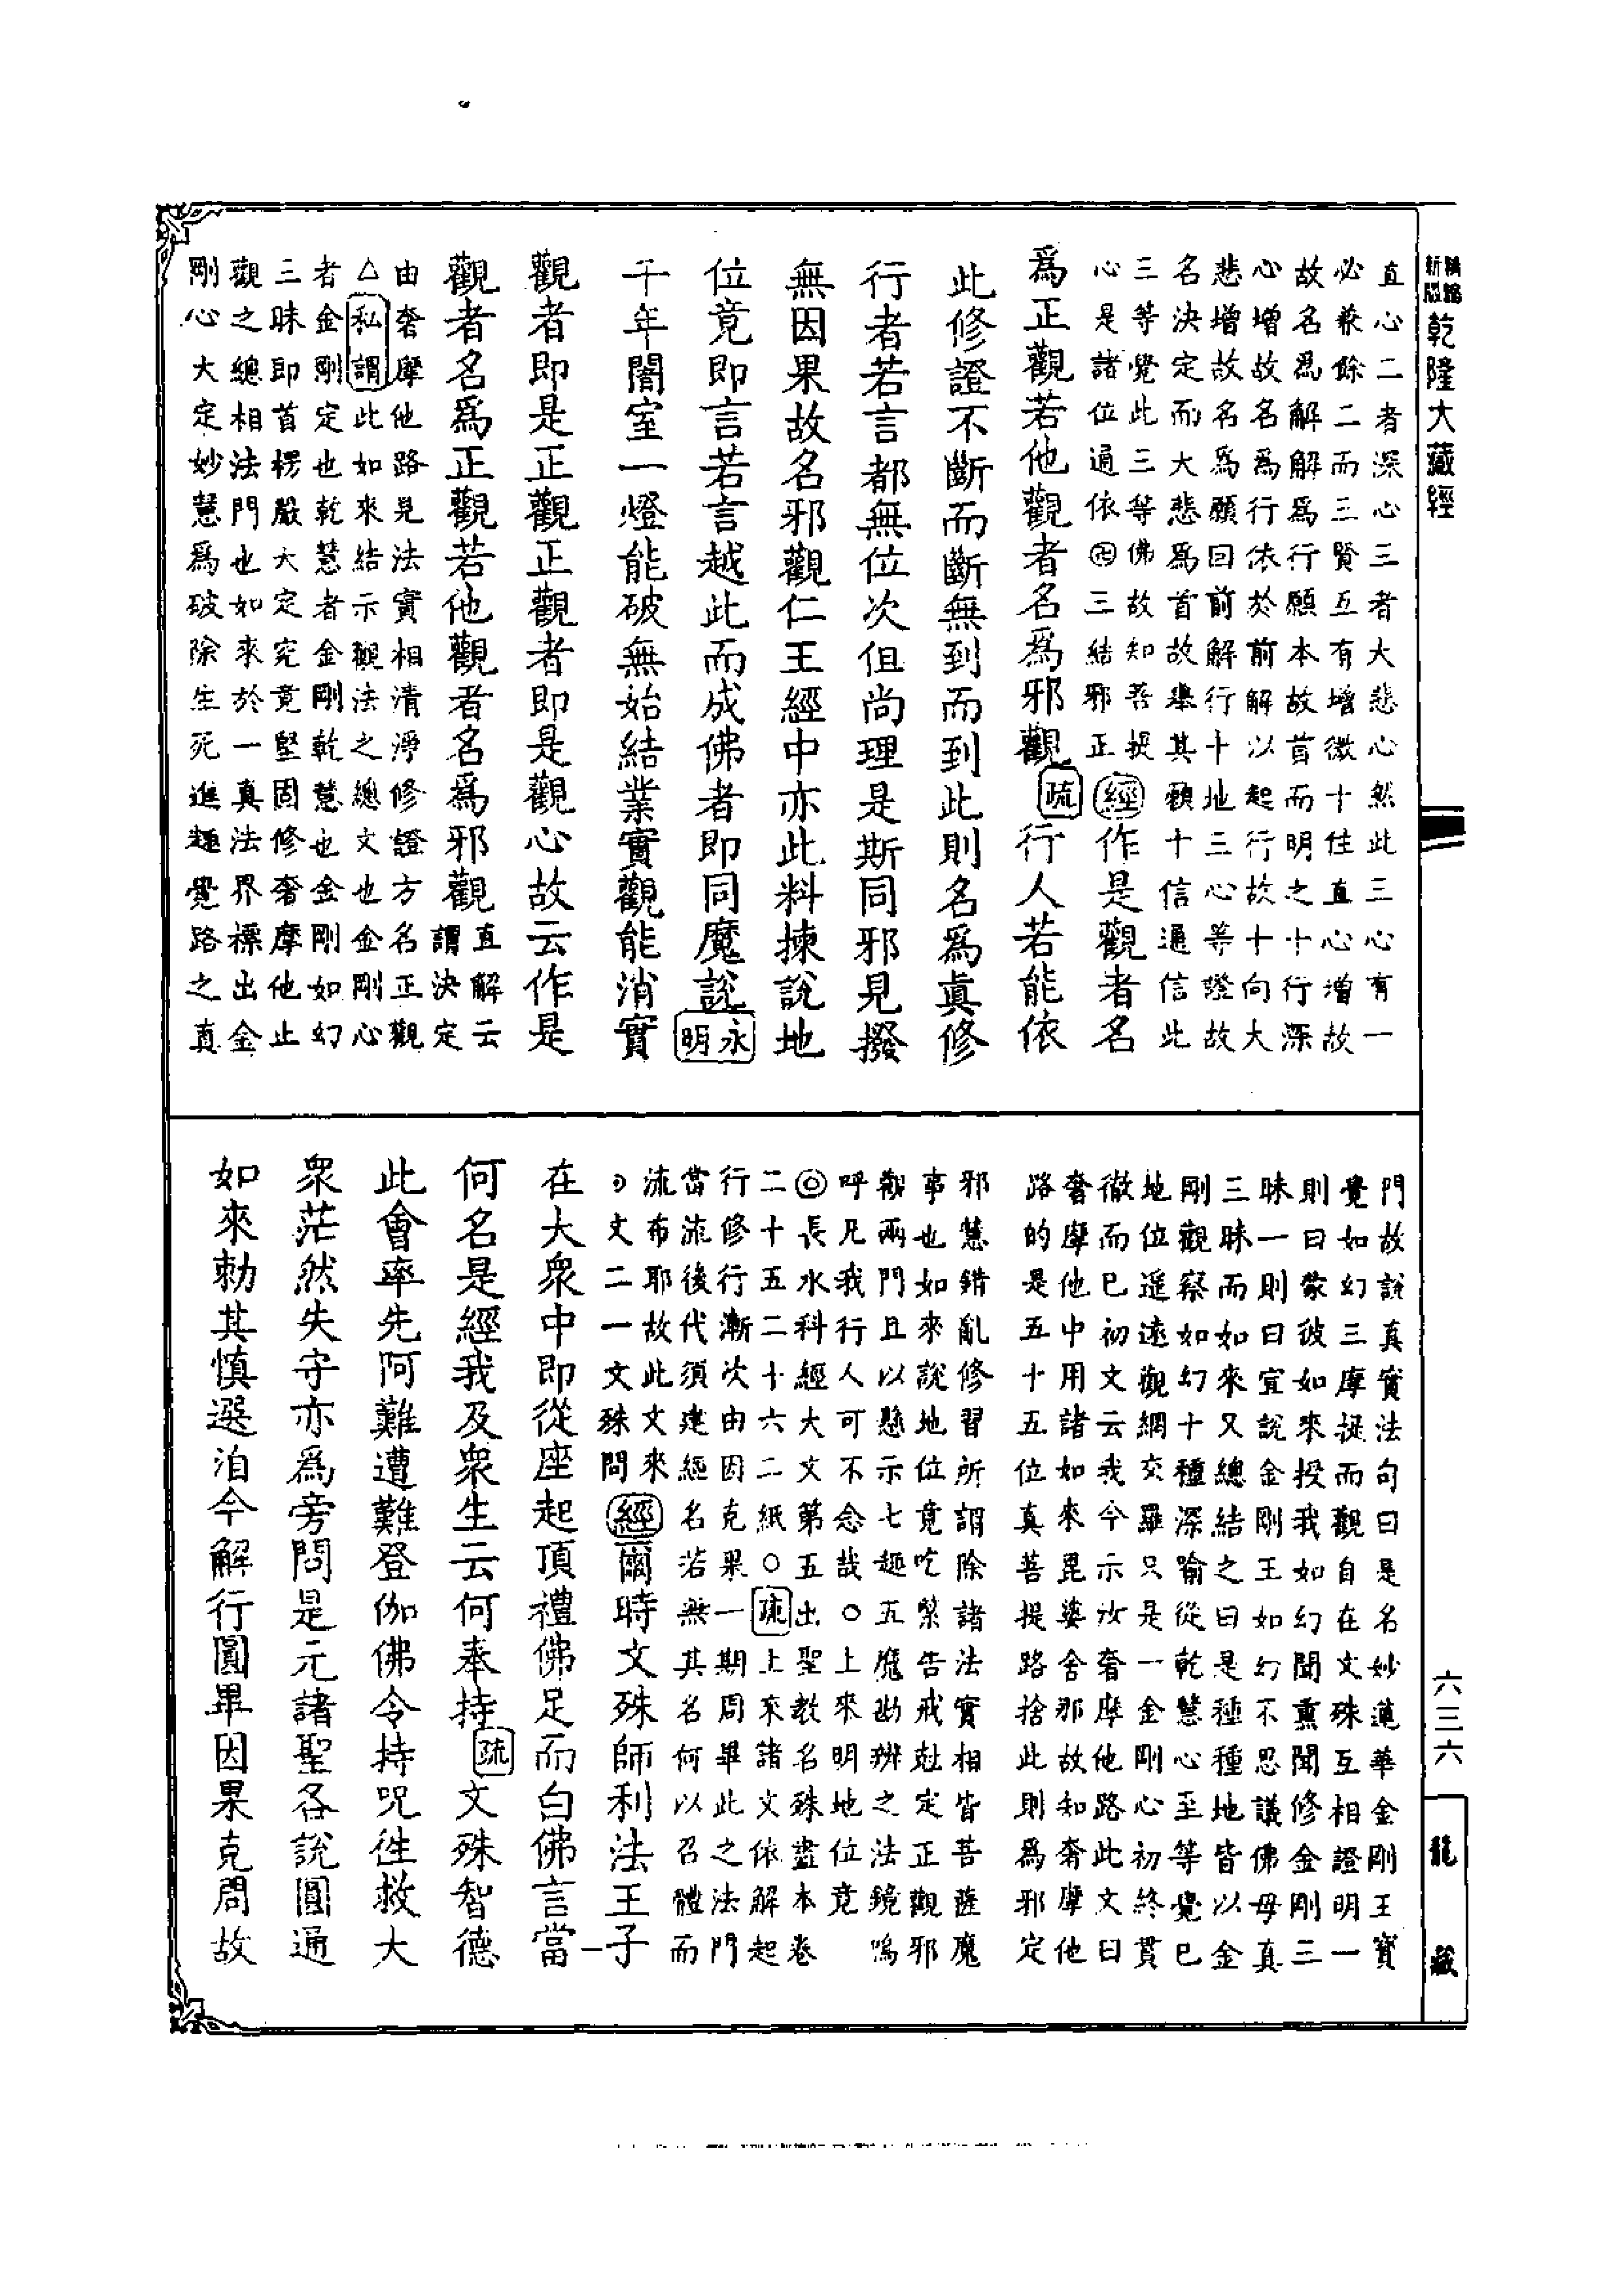 新編縮版
乾隆大藏經
直心二者深心三者大悲心然此三心有一
必兼餘二而三賢互有增微十住直心增故
故名爲解解爲行願本故首而明之十行深
心增故名爲行依於前解以起行故十向大
悲增故名爲願回前解行十地三心等證故
名決定而大悲爲首故舉其願十信通信此
三等覺此三等佛故知菩提
心是諸位通依㊣三結邪正
經作是觀者名
爲正觀若他觀者名爲邪觀疏行人若能依
此修證不斷而斷無到而到此則名爲眞修
行者若言都無位次但尚理是斯同邪見撥
無因果故名邪觀仁王經中亦此料揀說地
位竟即言若言越此而成佛者即同魔說永明
千年闇室一燈能破無始結業實觀能消實
觀者即是正觀正觀者即是觀心故云作是
觀者名爲正觀若他觀者名爲邪觀直解云
謂決定
由奢摩他路見法實相清淨修證方名正觀
△私謂此如來結示觀法之總文也金剛心
者金剛定也乾慧者金剛乾慧也金剛如幻
三昧即首楞嚴大定究竟堅固修奢摩他止
觀之總相法門也如來於一真法界標出金
剛心大定妙慧爲破除生死進趣覺路之真
門故說真實法句曰是名妙蓮華金剛王寶
覺如幻三摩提而觀自在文殊互相證明一
則曰蒙彼如來授我如幻聞熏聞修金剛三
昧一則曰宜說金剛王如幻不思議佛母真
三昧而如來又總結之曰是種種地皆以金
剛觀察如幻十種深喻從乾慧心至等覺已
地位遥遠觀網交羅只是一金剛心初終貫
徹而已初文云我今示汝奢摩他路此文曰
奢摩他中用諸如來毘婆舍那故知奢摩他
路的是五十五位真菩提路捨此則爲邪定
邪慧錯亂修習所謂除諸法實相皆菩薩魔
事也如來說地位竟吃緊告戒尅定正觀邪
觀兩門且以懸示七趣五魔勘辨之法鏡嗚
呼凡我行人可不念哉○上來明地位竟
◎長水科經大文第五出聖教名殊盡本卷
二十五二十六二紙○疏上來諸文依解起
行修行漸次由因克果一期周畢此之法門
當流後代須建經名若無其名何以召體而
流布耶故此文來
☽文二一文殊問
經爾時文殊師利法王子
在大衆中即從座起頂禮佛足而白佛言當
何名是經我及衆生云何奉持疏文殊智德
此會率先阿難遭難登伽佛令持呪徃救大
衆茫然失守亦爲旁問是元諸聖各說圓通
如來勅其慎選洎今解行圓畢因果克周故
六三六
龍藏